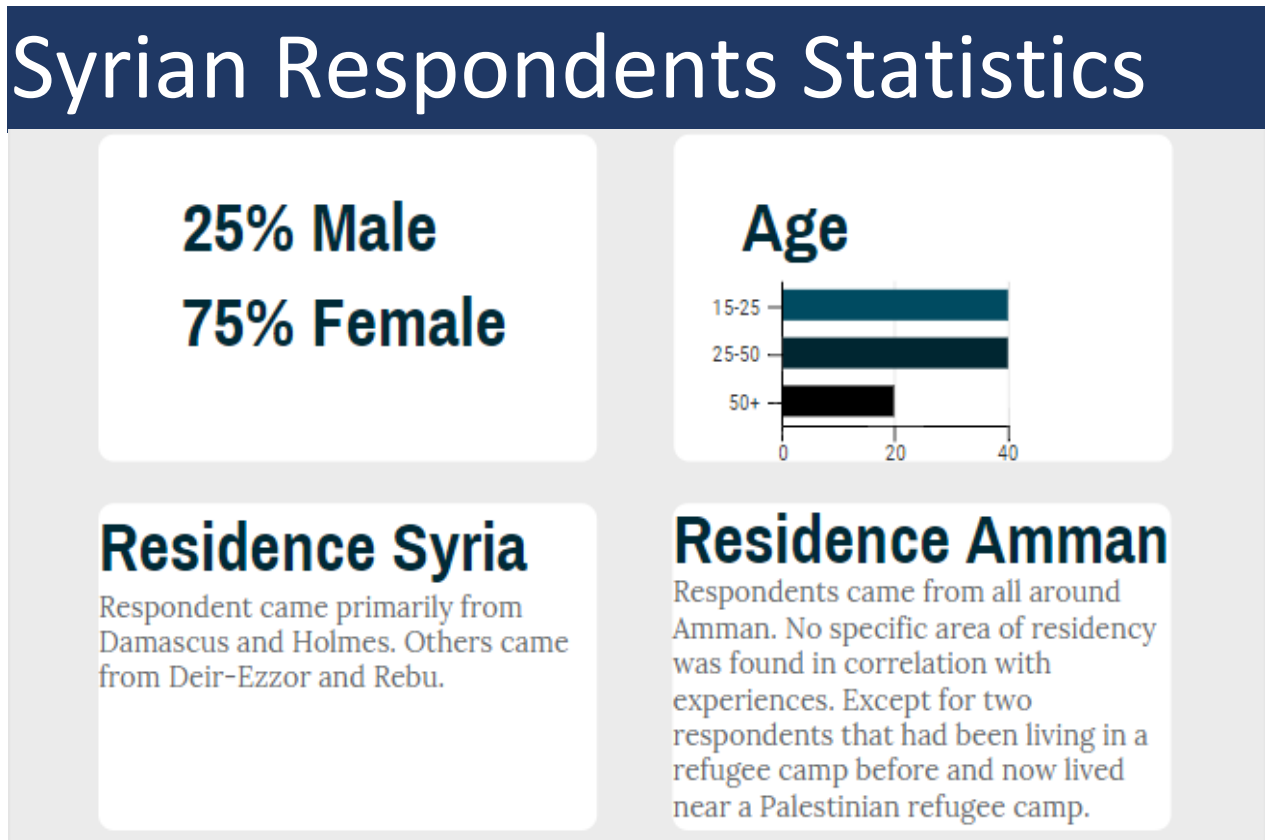 Syrian Respondents Statistics
25% Male
75% Female
Age
15-25
25-50
50+
0 20 40
Residence Syria
Respondent came primarily from
Damascus and Holmes. Others came
from Deir-Ezzor and Rebu.
Residence Amman
Respondents came from all around
Amman. No specific area of residency
was found in correlation with
experiences. Except for two
respondents that had been living in a
refugee camp before and now lived
near a Palestinian refugee camp.